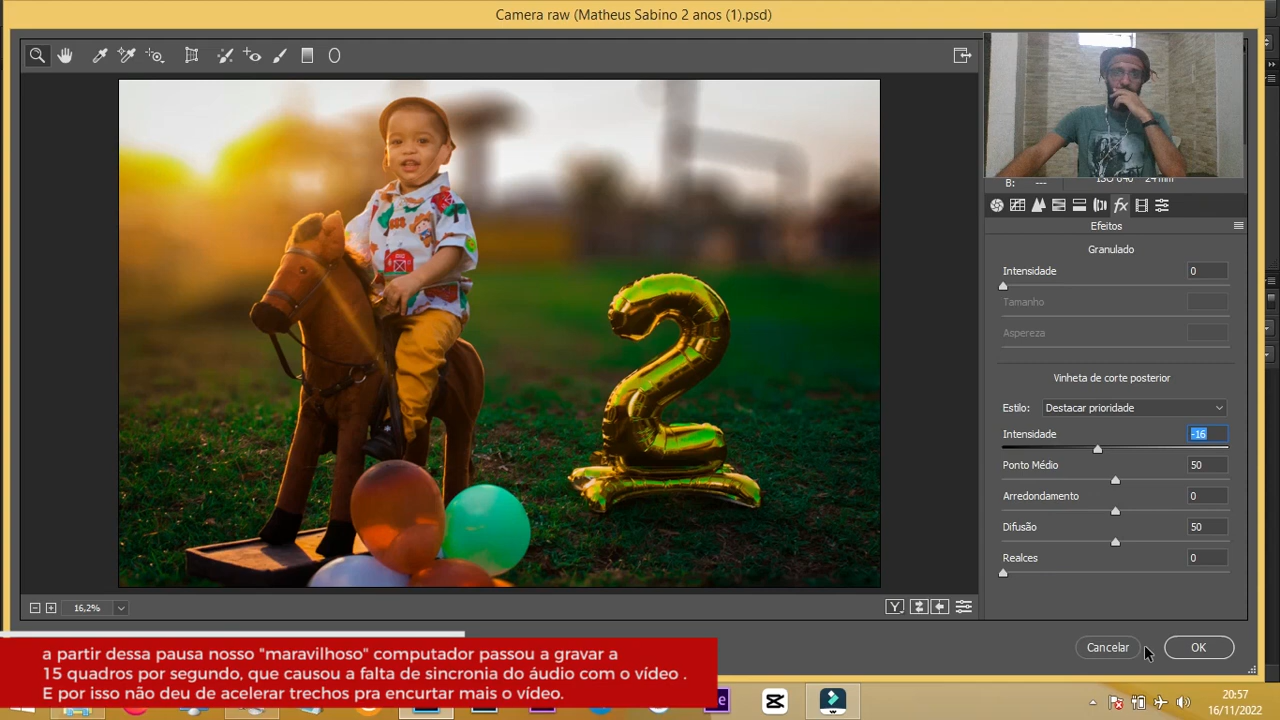 Camera raw (Matheus Sabino 2 anos (1).psd)
B: ---
fx
Efeitos
Granulado
Intensidade 0
Tamanho
Aspereza
Vinheta de corte posterior
Estilo: Destacar prioridade
Intensidade -16
Ponto Médio 50
Arredondamento 0
Difusão 50
Realces 0
16,2%
Y
Cancelar OK
a partir dessa pausa nosso "maravilhoso" computador passou a gravar a
15 quadros por segundo, que causou a falta de sincronia do áudio com o vídeo .
E por isso não deu de acelerar trechos pra encurtar mais o vídeo.
20:57
16/11/2022
2